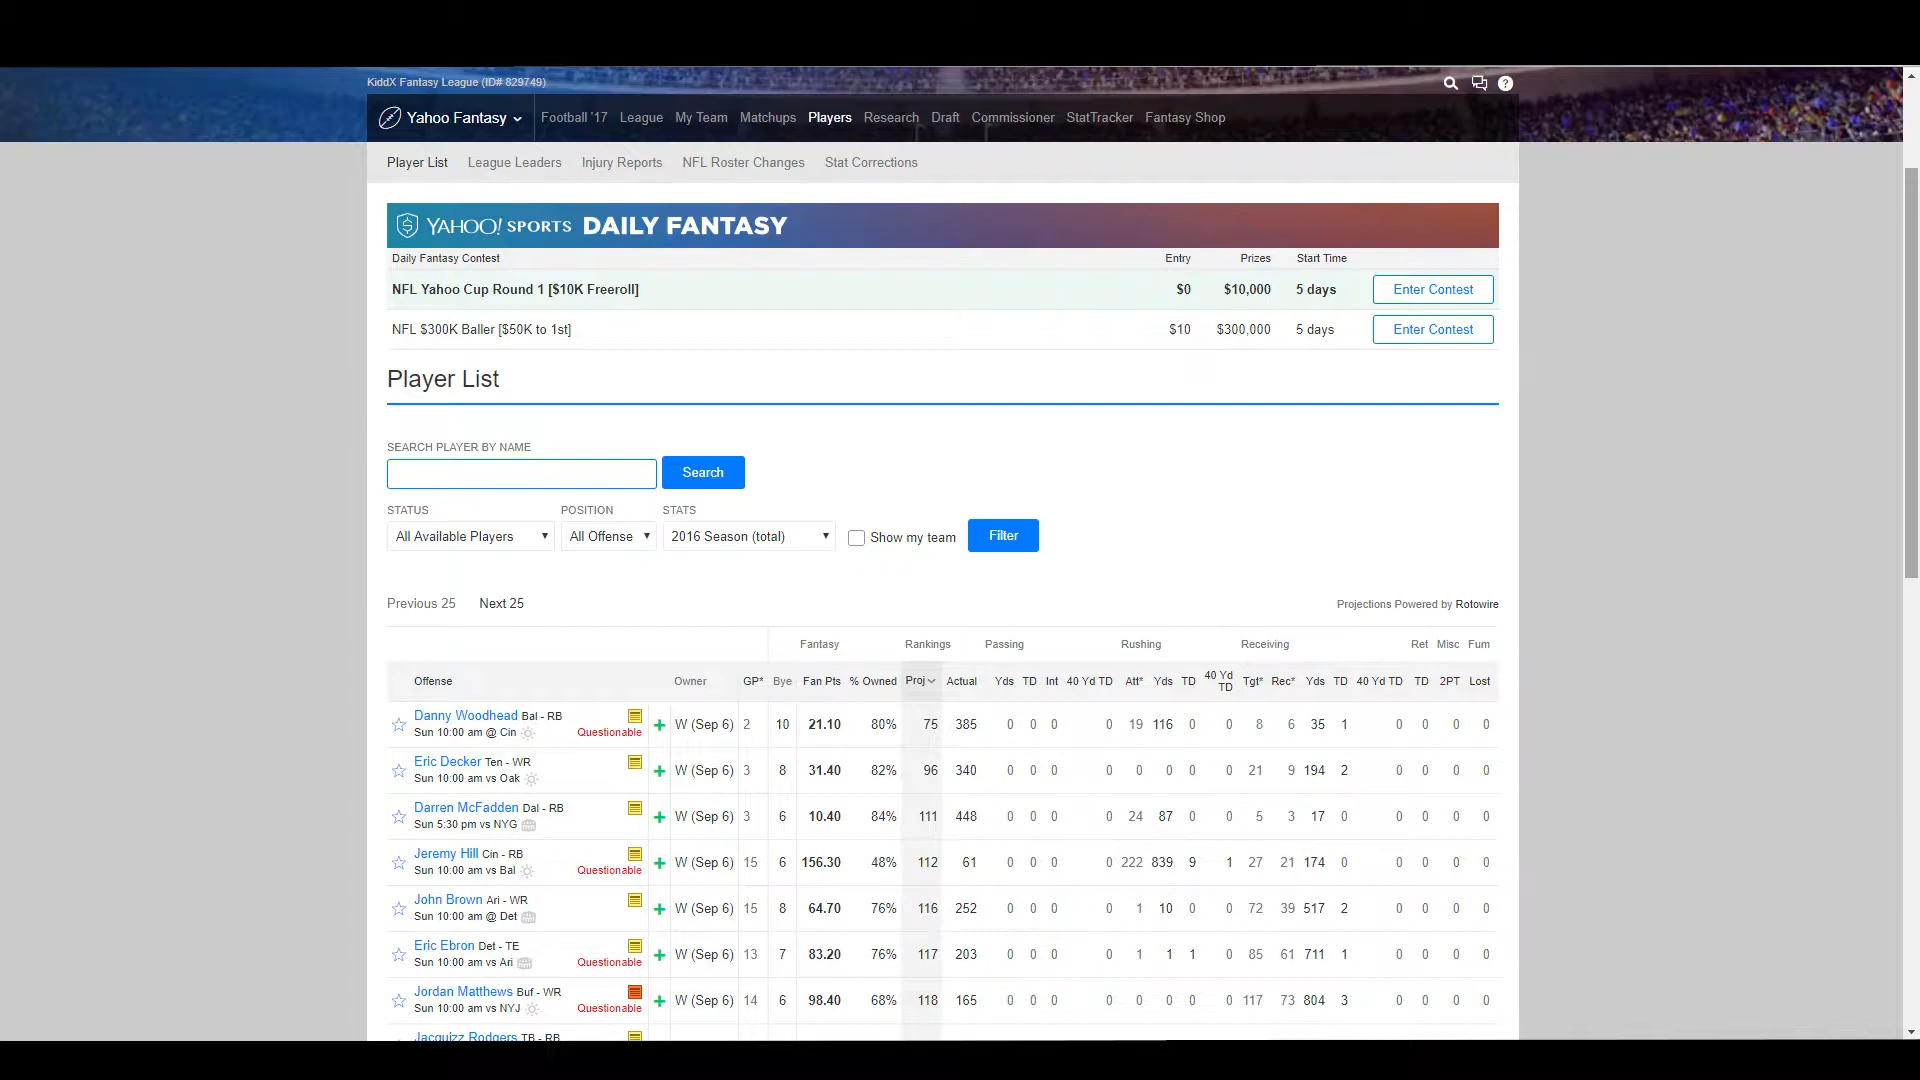 KiddX Fantasy League (ID# 829749)
Yahoo Fantasy Football '17 League My Team Matchups Players Research Draft Commissioner StatTracker Fantasy Shop
Player List League Leaders Injury Reports NFL Roster Changes Stat Corrections
YAHOO! SPORTS DAILY FANTASY
Daily Fantasy Contest Entry Prizes Start Time
NFL Yahoo Cup Round 1 [$10K Freeroll] $0 $10,000 5 days Enter Contest
NFL $300K Baller [$50K to 1st] $10 $300,000 5 days Enter Contest
Player List
SEARCH PLAYER BY NAME
Search
STATUS POSITION STATS
All Available Players All Offense 2016 Season (total) Show my team Filter
Previous 25 Next 25 Projections Powered by Rotowire
Fantasy Rankings Passing Rushing Receiving Ret Misc Fum
Offense Owner GP* Bye Fan Pts % Owned Proj Actual Yds TD Int 40 Yd TD Att* Yds TD 40 Yd TD Tgt* Rec* Yds TD 40 Yd TD TD 2PT Lost
Danny Woodhead Bal - RB
Sun 10:00 am @ Cin Questionable W (Sep 6) 2 10 21.10 80% 75 385 0 0 0 0 19 116 0 0 8 6 35 1 0 0 0 0
Eric Decker Ten - WR
Sun 10:00 am vs Oak W (Sep 6) 3 8 31.40 82% 96 340 0 0 0 0 0 0 0 0 21 9 194 2 0 0 0 0
Darren McFadden Dal - RB
Sun 5:30 pm vs NYG W (Sep 6) 3 6 10.40 84% 111 448 0 0 0 0 24 87 0 0 5 3 17 0 0 0 0 0
Jeremy Hill Cin - RB
Sun 10:00 am vs Bal Questionable W (Sep 6) 15 6 156.30 48% 112 61 0 0 0 0 222 839 9 1 27 21 174 0 0 0 0 0
John Brown Ari - WR
Sun 10:00 am @ Det W (Sep 6) 15 8 64.70 76% 116 252 0 0 0 0 1 10 0 0 72 39 517 2 0 0 0 0
Eric Ebron Det - TE
Sun 10:00 am vs Ari Questionable W (Sep 6) 13 7 83.20 76% 117 203 0 0 0 0 1 1 1 0 85 61 711 1 0 0 0 0
Jordan Matthews Buf - WR
Sun 10:00 am vs NYJ Questionable W (Sep 6) 14 6 98.40 68% 118 165 0 0 0 0 0 0 0 0 117 73 804 3 0 0 0 0
Jacquizz Rodgers TB - RB